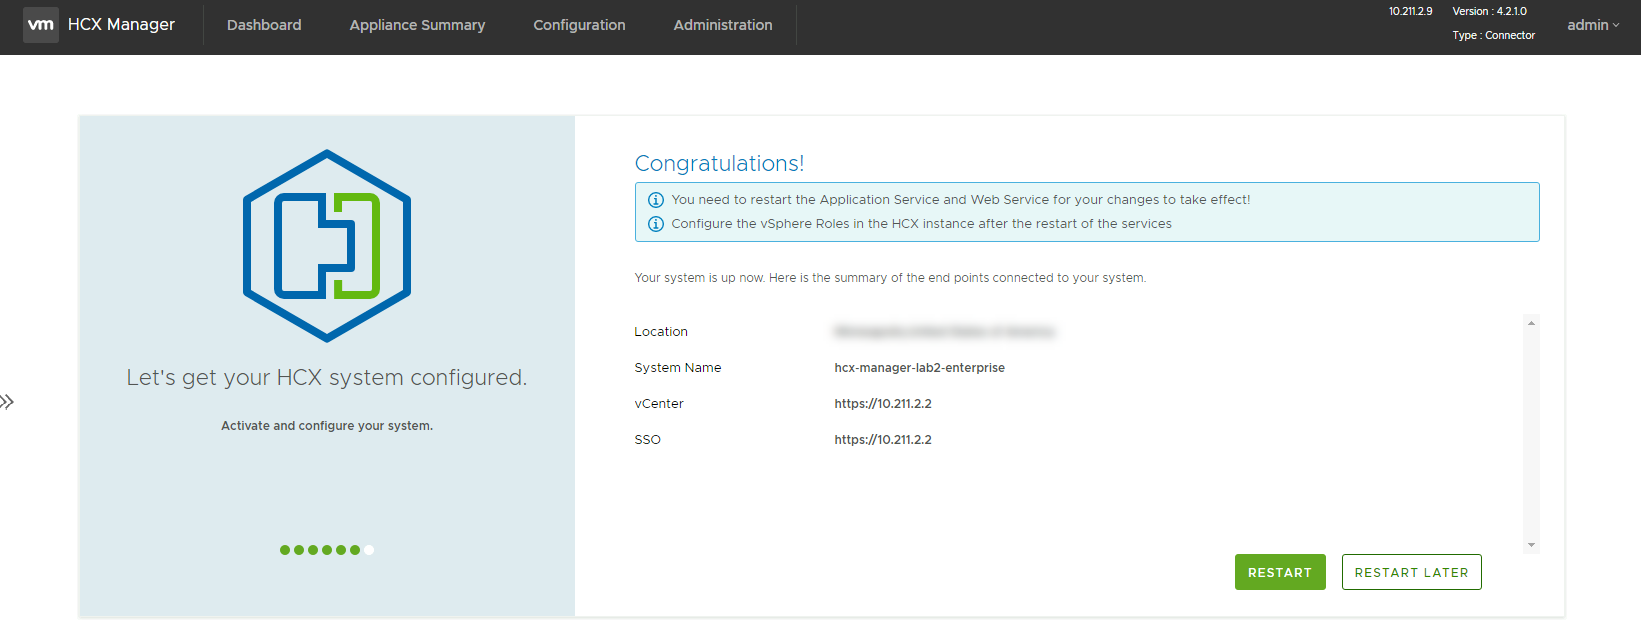 vm HCX Manager Dashboard Appliance Summary Configuration Administration 10.211.2.9 Version : 4.2.1.0 admin
Type : Connector
Congratulations!
You need to restart the Application Service and Web Service for your changes to take effect!
Configure the vSphere Roles in the HCX instance after the restart of the services
Your system is up now. Here is the summary of the end points connected to your system.
Location
System Name hcx-manager-lab2-enterprise
vCenter https://10.211.2.2
SSO https://10.211.2.2
Let's get your HCX system configured.
Activate and configure your system.
RESTART RESTART LATER